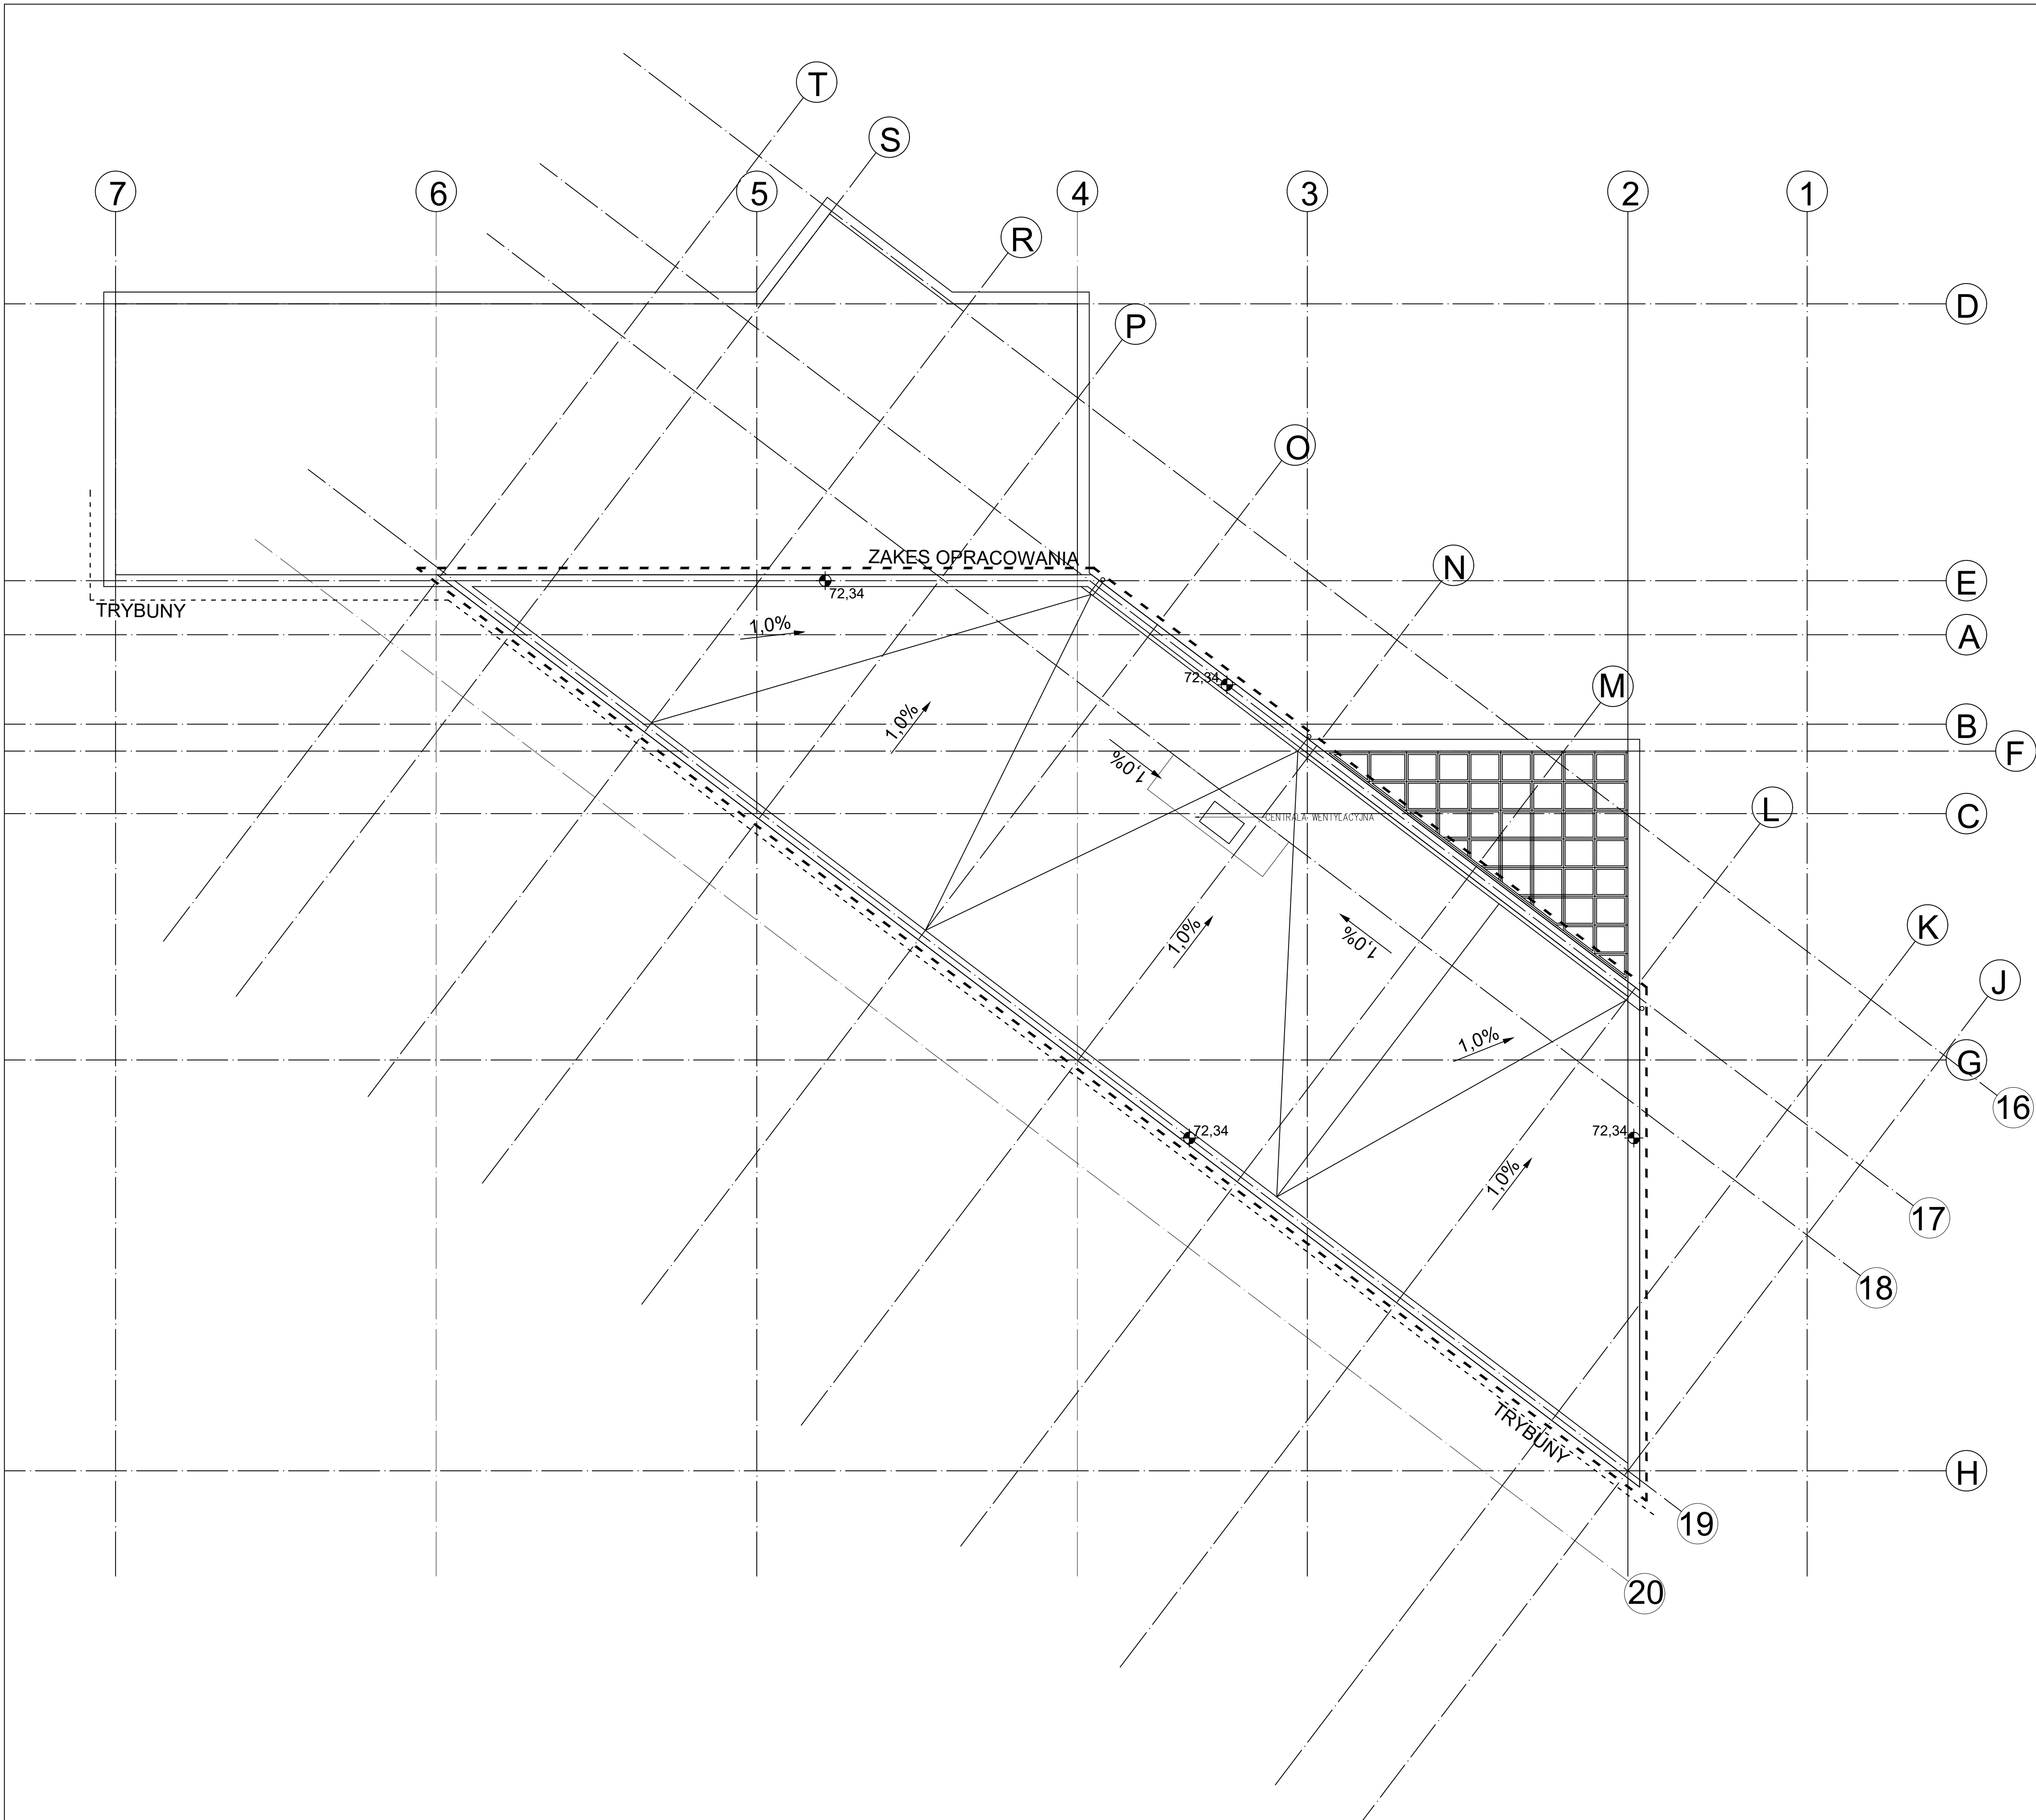 T
S
7
6
5
4
3
2
1
R
D
P
O
ZAKES OPRACOWANIA
N
E
72,34
TRYBUNY
1,0%
A
72,34
M
1,0%
B
F
1,0%
CENTRALA WENTYLACYJNA
C
L
K
1,0%
1,0%
J
1,0%
G
16
72,34
72,34
1,0%
17
18
TRYBUNY
H
19
20